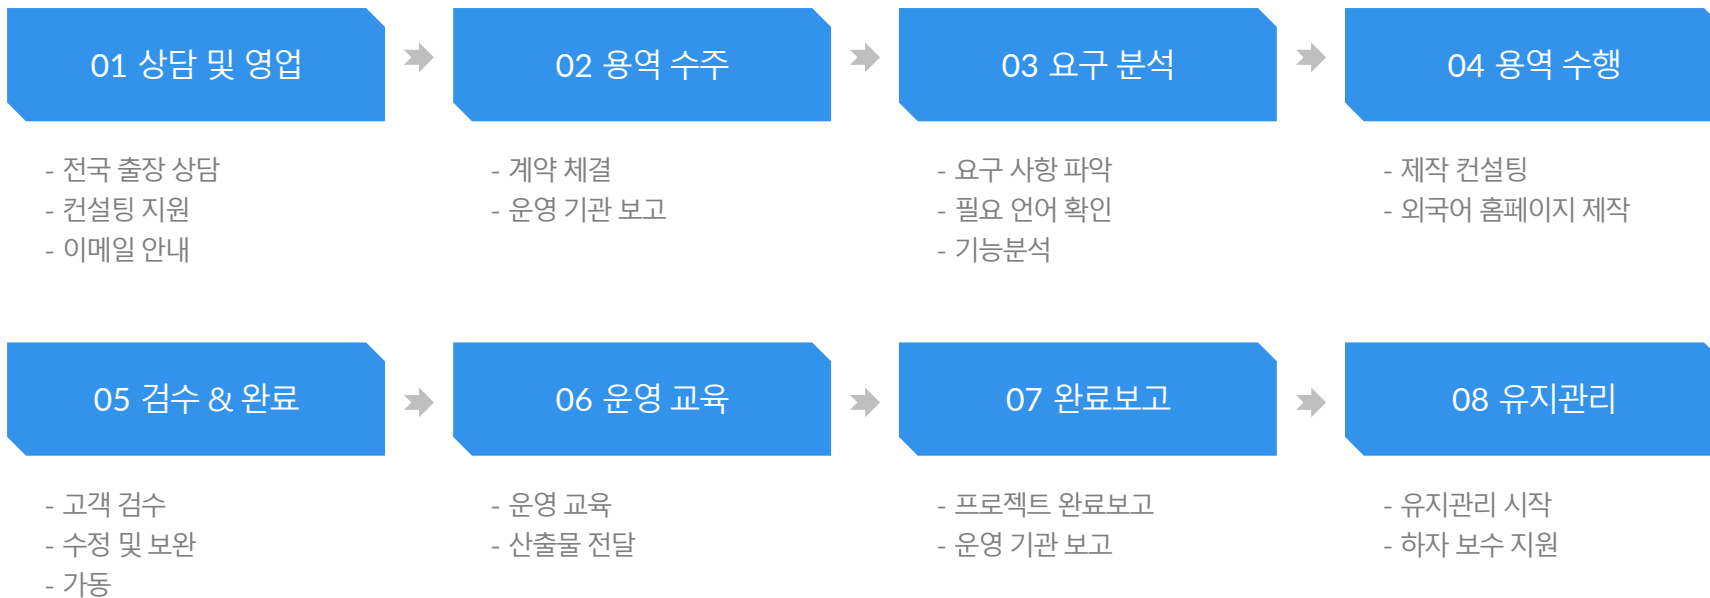 01 상담 및 영업
- 전국 출장 상담
- 컨설팅 지원
- 이메일 안내
02 용역 수주
- 계약 체결
- 운영 기관 보고
03 요구 분석
- 요구 사항 파악
- 필요 언어 확인
- 기능분석
04 용역 수행
- 제작 컨설팅
- 외국어 홈페이지 제작
05 검수 & 완료
- 고객 검수
- 수정 및 보완
- 가동
06 운영 교육
- 운영 교육
- 산출물 전달
07 완료보고
- 프로젝트 완료보고
- 운영 기관 보고
08 유지관리
- 유지관리 시작
- 하자 보수 지원